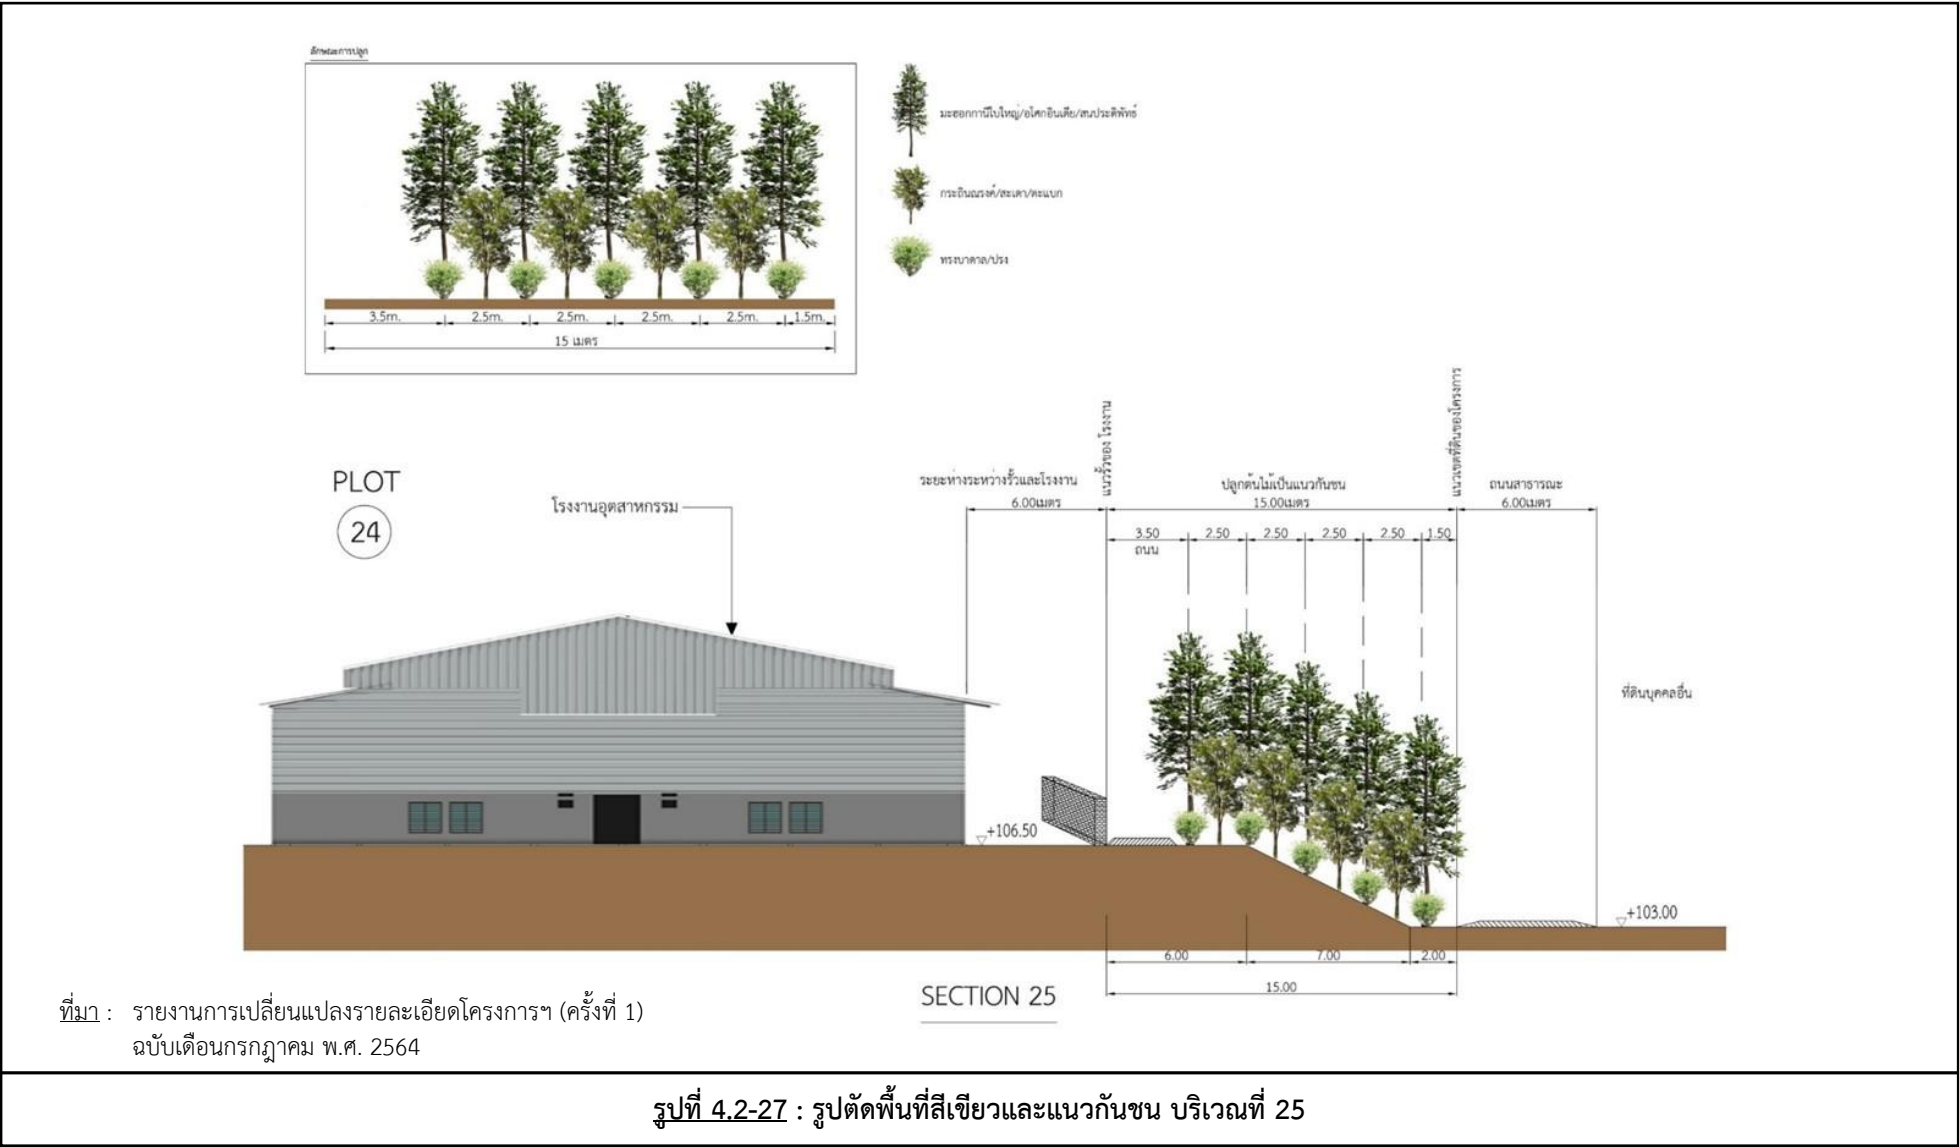 ลักษณะการปลูก
มะฮอกกานีใบใหญ่/อโศกอินเดีย/สนประดิพัทธ์
กระถินณรงค์/สะเดา/ตะแบก
ทรงบาดาล/ปรง
3.5m. 2.5m. 2.5m. 2.5m. 2.5m. 1.5m.
15 เมตร
PLOT
24
โรงงานอุตสาหกรรม
ระยะห่างระหว่างรั้วและโรงงาน
6.00เมตร
แนวรั้วของ โรงงาน
ปลูกต้นไม้เป็นแนวกันชน
15.00เมตร
แนวเขตที่ดินของโครงการ
ถนนสาธารณะ
6.00เมตร
3.50 2.50 2.50 2.50 2.50 1.50
ถนน
ที่ดินบุคคลอื่น
+106.50
+103.00
6.00 7.00 2.00
15.00
SECTION 25
ที่มา : รายงานการเปลี่ยนแปลงรายละเอียดโครงการฯ (ครั้งที่ 1)
ฉบับเดือนกรกฎาคม พ.ศ. 2564
รูปที่ 4.2-27 : รูปตัดพื้นที่สีเขียวและแนวกันชน บริเวณที่ 25